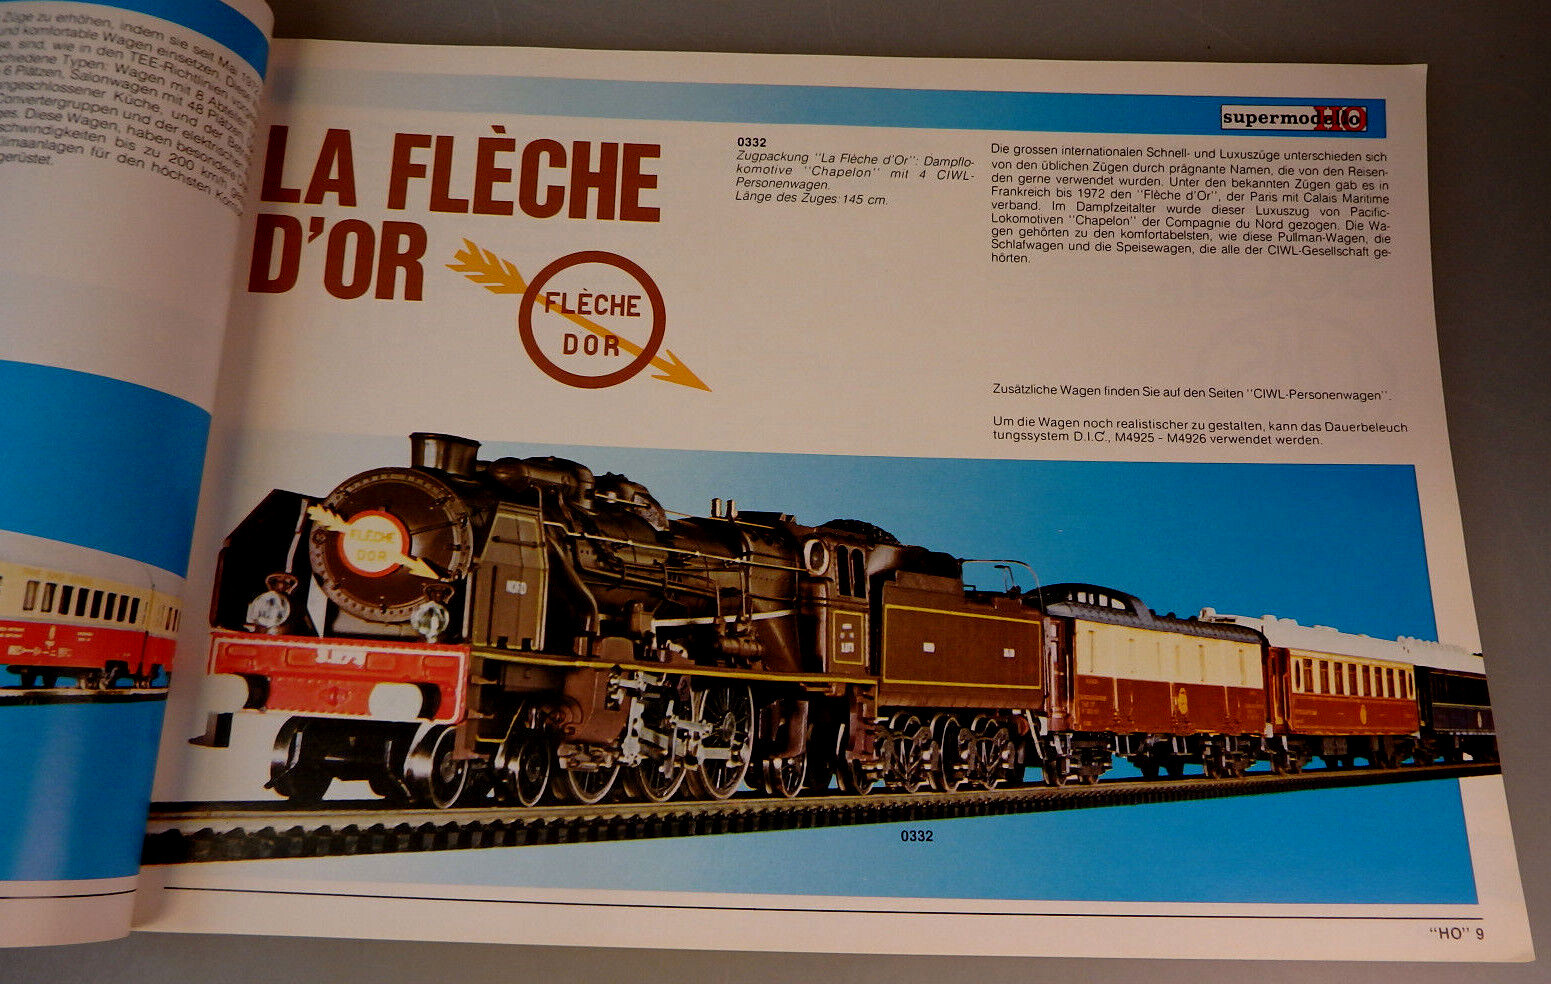 Züge zu erhöhen, indem sie seit Mai
und komfortable Wagen einsetzen. Diese
sind, wie in den TEE-Richtlinien
Typen: Wagen mit 8
6 Plätzen, Salonwagen mit 48 Plätzen
angeschlossener Küche, und der
Convertergruppen und der elektrischen
Diese Wagen, haben besondere
bis zu 200 km/h
für den höchsten
gerüstet.
LA FLÈCHE
D'OR
FLÈCHE
DOR
0332
Zugpackung "La Flèche d'Or": Dampflo-
komotive "Chapelon" mit 4 CIWL-
Personenwagen.
Länge des Zuges: 145 cm.
supermodello HO
Die grossen internationalen Schnell- und Luxuszüge unterschieden sich
von den üblichen Zügen durch prägnante Namen, die von den Reisen-
den gerne verwendet wurden. Unter den bekannten Zügen gab es in
Frankreich bis 1972 den "Flèche d'Or", der Paris mit Calais Maritime
verband. Im Dampfzeitalter wurde dieser Luxuszug von Pacific-
Lokomotiven "Chapelon" der Compagnie du Nord gezogen. Die Wa-
gen gehörten zu den komfortabelsten, wie diese Pullman-Wagen, die
Schlafwagen und die Speisewagen, die alle der CIWL-Gesellschaft ge-
hörten.
Zusätzliche Wagen finden Sie auf den Seiten "CIWL-Personenwagen".
Um die Wagen noch realistischer zu gestalten, kann das Dauerbeleuch
tungssystem D.I.C., M4925 - M4926 verwendet werden.
FLÈCHE
DOR
0332
"HO" 9